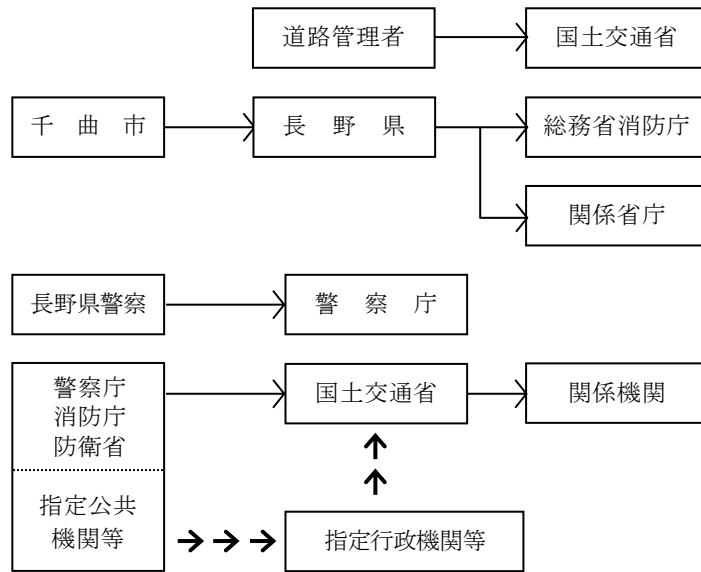 道路管理者
国土交通省
千曲市
長野県
総務省消防庁
関係省庁
長野県警察
警察庁
警察庁
消防庁
防衛省
国土交通省
関係機関
指定公共
機関等
指定行政機関等